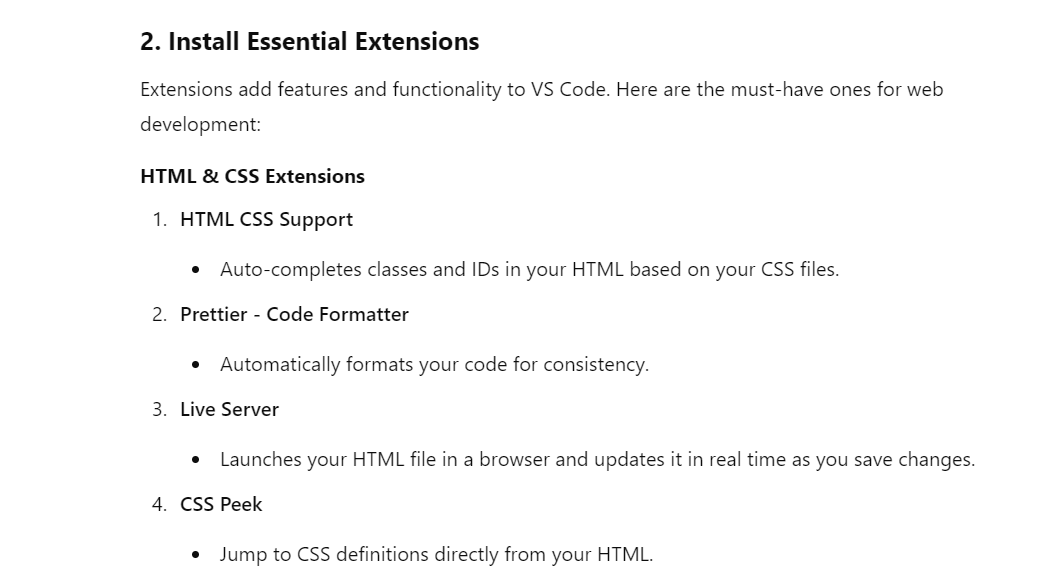 2. Install Essential Extensions
Extensions add features and functionality to VS Code. Here are the must-have ones for web
development:
HTML & CSS Extensions
1. HTML CSS Support
• Auto-completes classes and IDs in your HTML based on your CSS files.
2. Prettier - Code Formatter
• Automatically formats your code for consistency.
3. Live Server
• Launches your HTML file in a browser and updates it in real time as you save changes.
4. CSS Peek
• Jump to CSS definitions directly from your HTML.